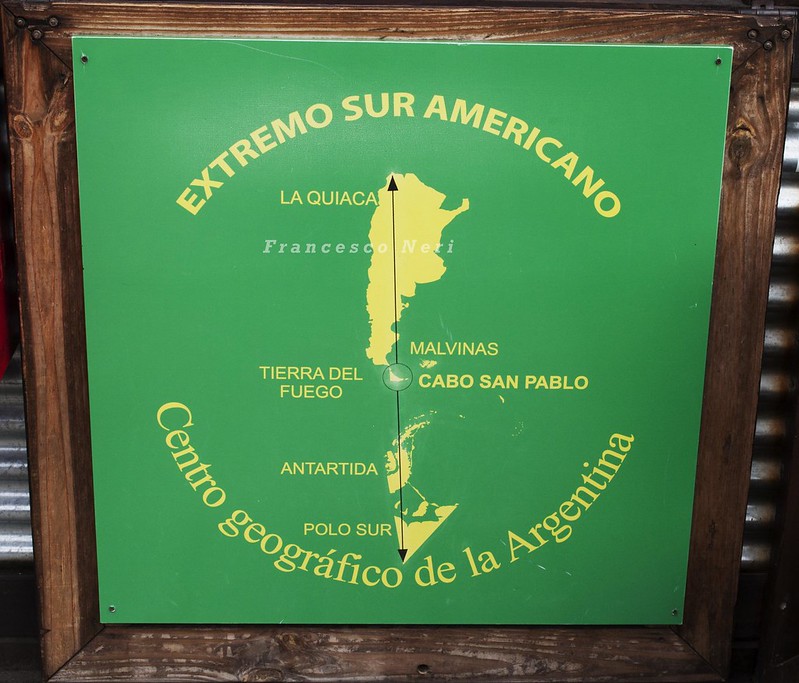 EXTREMO SUR AMERICANO
LA QUIACA
Francesco Neri
MALVINAS
TIERRA DEL
FUEGO
CABO SAN PABLO
ANTARTIDA
POLO SUR
Centro geográfico de la Argentina